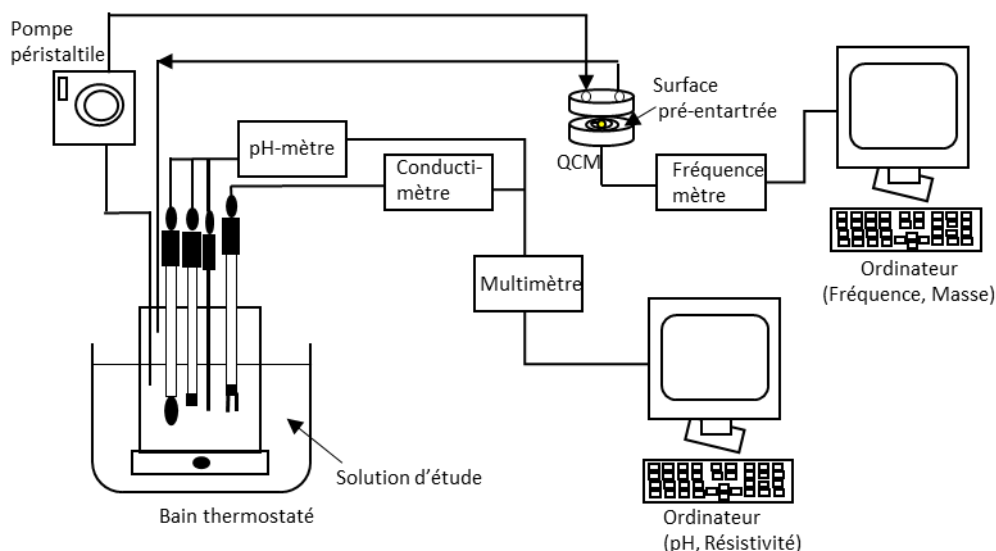 Pompe
péristaltile
pH-mètre
Conducti-
mètre
Surface
pré-entartrée
QCM
Fréquence
mètre
Multimètre
Ordinateur
(Fréquence, Masse)
Solution d'étude
Bain thermostaté
Ordinateur
(pH, Résistivité)